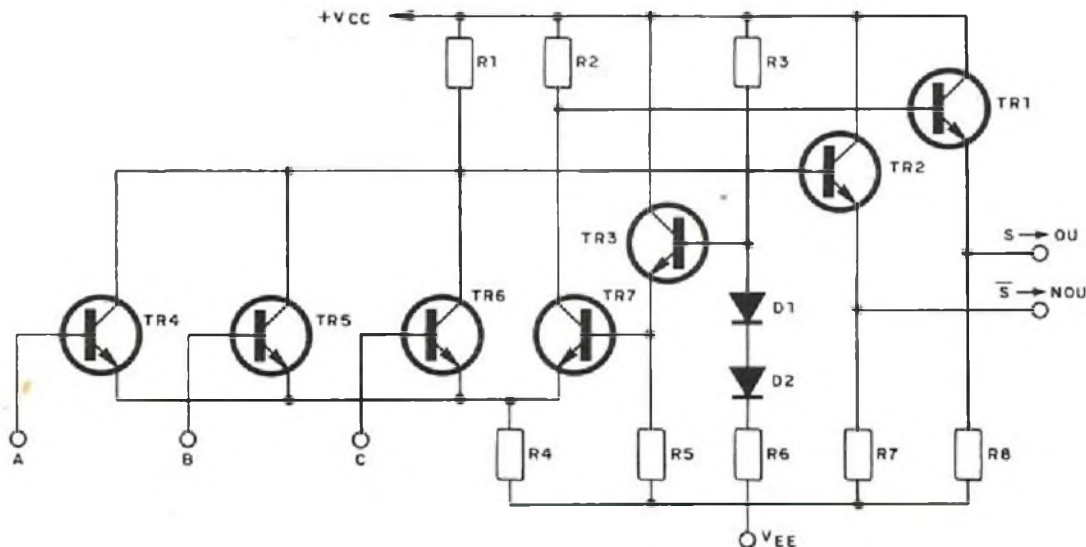 +VCC
R1
R2
R3
TR1
TR2
TR3
S → OU
S̅ → NOU
TR4
TR5
TR6
TR7
D1
D2
A
B
C
R4
R5
R6
R7
R8
VEE